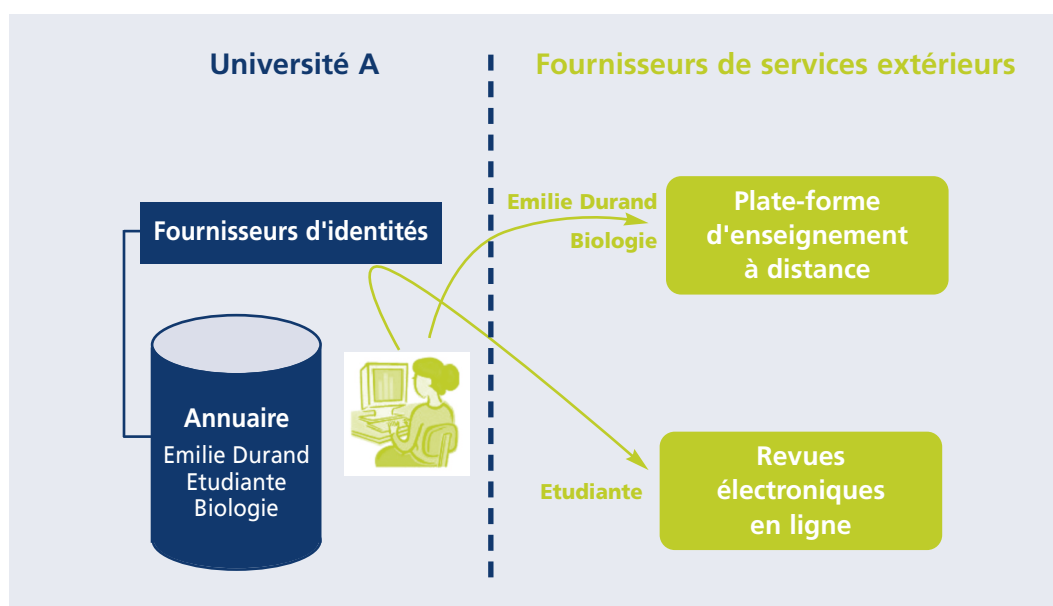 Université A
Fournisseurs de services extérieurs
Fournisseurs d'identités
Annuaire
Emilie Durand
Etudiante
Biologie
Emilie Durand
Biologie
Plate-forme
d'enseignement
à distance
Etudiante
Revues
électroniques
en ligne